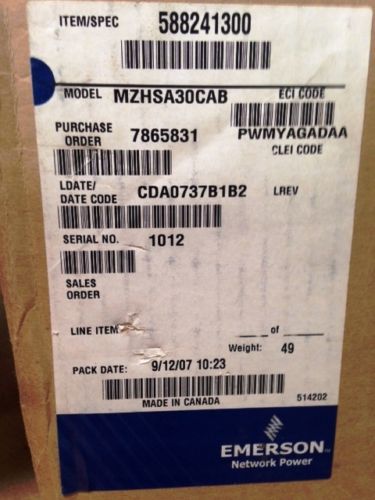 ITEM/SPEC 588241300
MODEL MZHSA30CAB ECI CODE
PURCHASE ORDER 7865831 PWMYAGADAA
CLEI CODE
LDATE/ DATE CODE CDA0737B1B2 LREV
SERIAL NO. 1012
SALES ORDER
LINE ITEM ___ of ___
Weight: 49
PACK DATE: 9/12/07 10:23
MADE IN CANADA 514202
EMERSON
Network Power